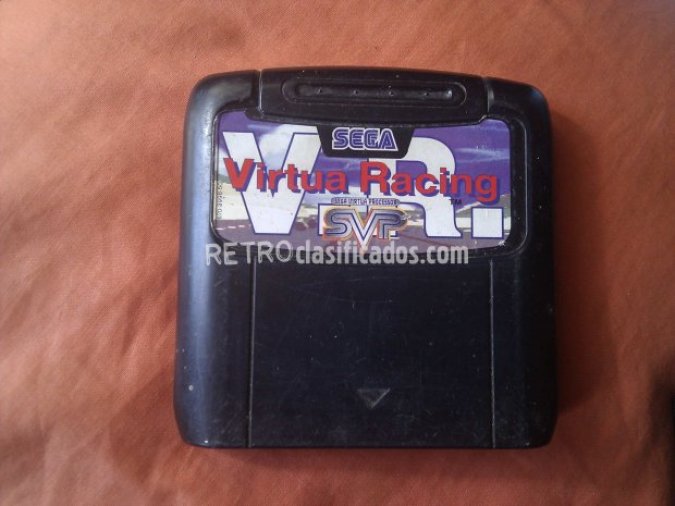 SEGA
V.R.
Virtua Racing
TM
SEGA VIRTUA PROCESSOR
SVP
RETROclasificados.com